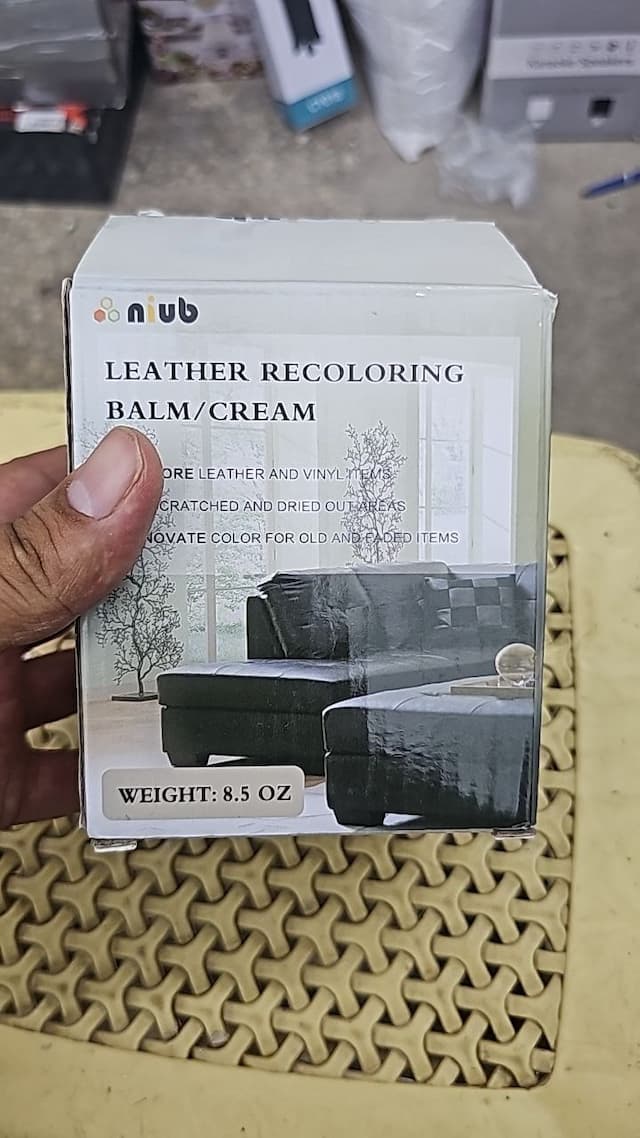 niub
LEATHER RECOLORING
BALM/CREAM
ORE LEATHER AND VINYL ITEMS
CRATCHED AND DRIED OUT AREAS
NOVATE COLOR FOR OLD AND FADED ITEMS
WEIGHT: 8.5 OZ